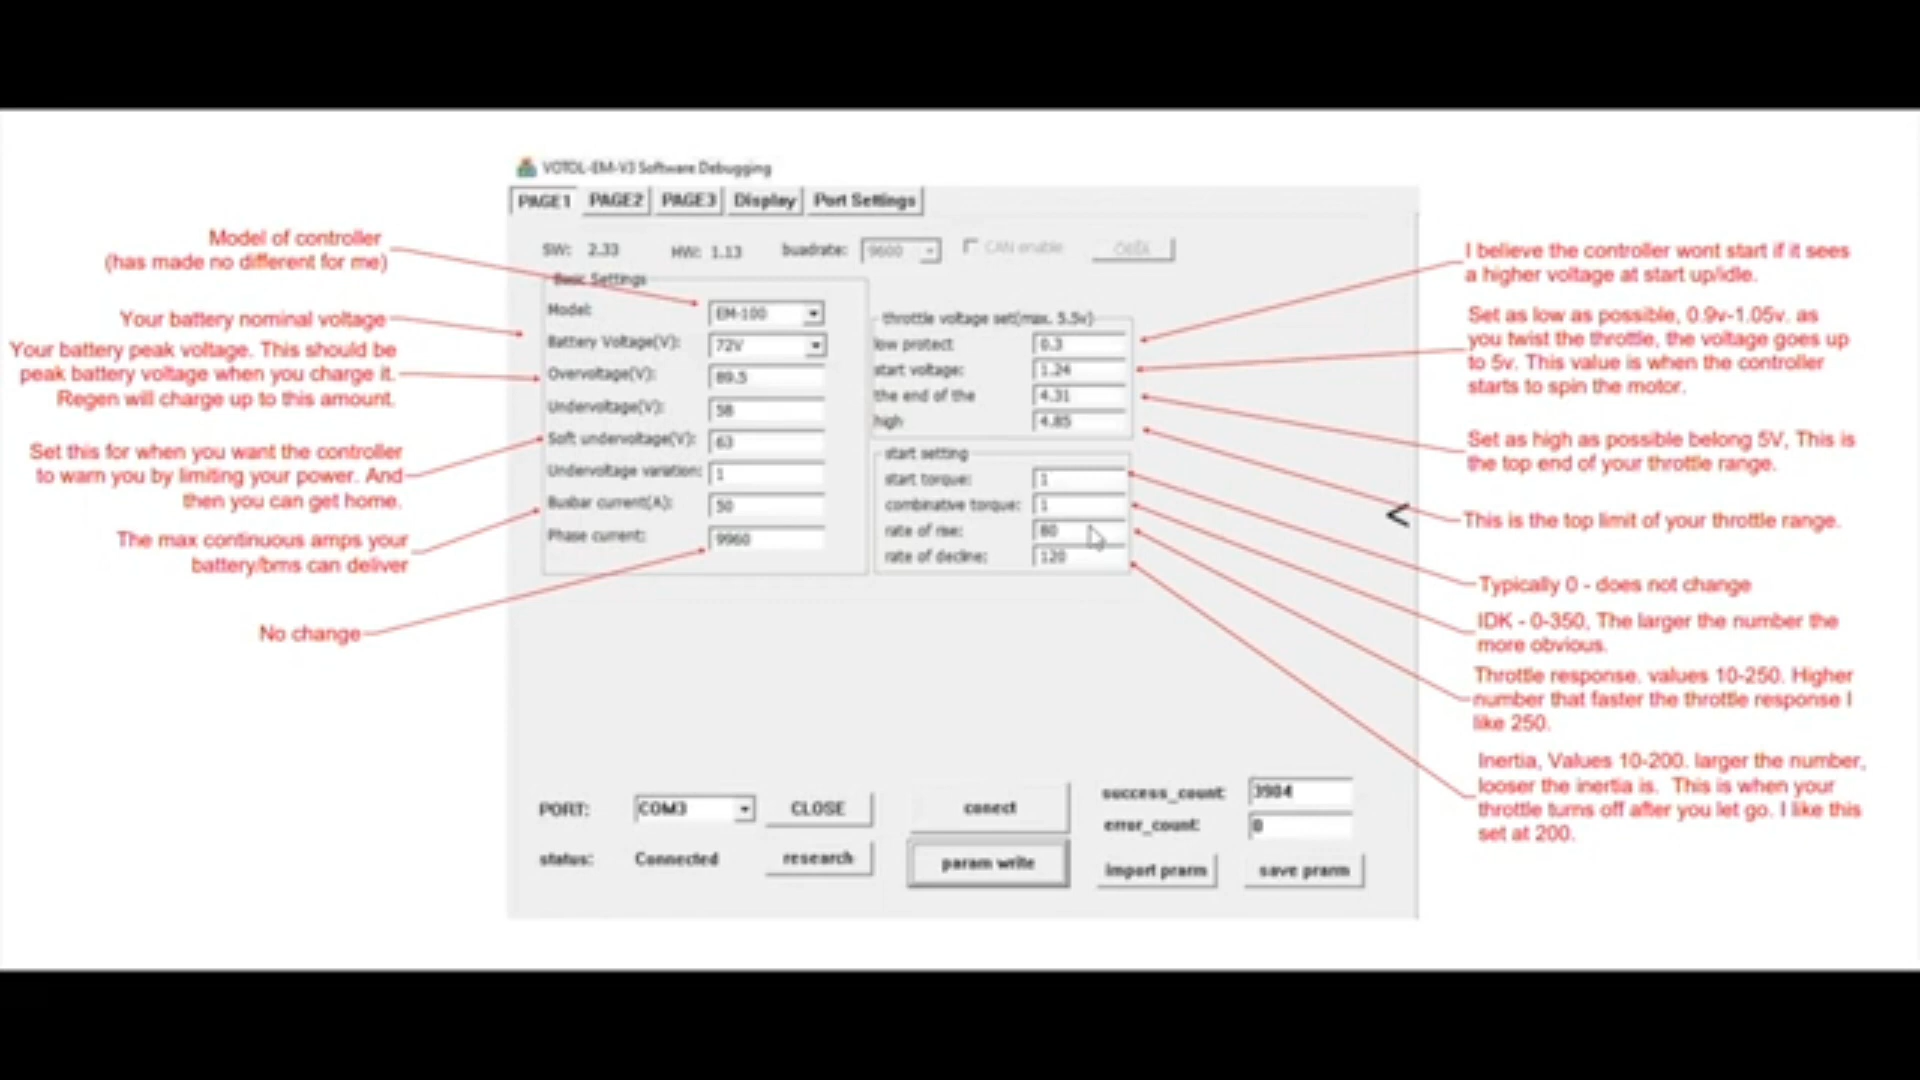 VOTOL-EM-V3 Software Debugging
PAGE1 PAGE2 PAGE3 Display Port Settings
SW: 2.33 HW: 1.13 buadrate: 9600 CAN enable
Basic Settings
Model: EM-100
Battery Voltage(V): 72V
Overvoltage(V): 89.5
Undervoltage(V): 58
Soft undervoltage(V): 63
Undervoltage variation: 1
Busbar current(A): 50
Phase current: 9960
throttle voltage set(max. 5.5v)
low protect 0.3
start voltage: 1.24
the end of the 4.31
high 4.85
start setting
start torque: 1
combinative torque: 1
rate of rise: 80
rate of decline: 120
PORT: COM3 CLOSE conect
status: Connected research param write
success_count 3984
error_count: 0
import prarm save prarm
Model of controller
(has made no different for me)
Your battery nominal voltage
Your battery peak voltage. This should be
peak battery voltage when you charge it.
Regen will charge up to this amount.
Set this for when you want the controller
to warn you by limiting your power. And
then you can get home.
The max continuous amps your
battery/bms can deliver
No change
I believe the controller wont start if it sees
a higher voltage at start up/idle.
Set as low as possible, 0.9v-1.05v. as
you twist the throttle, the voltage goes up
to 5v. This value is when the controller
starts to spin the motor.
Set as high as possible belong 5V, This is
the top end of your throttle range.
<
This is the top limit of your throttle range.
Typically 0 - does not change
IDK - 0-350, The larger the number the
more obvious.
Throttle response. values 10-250. Higher
number that faster the throttle response I
like 250.
Inertia, Values 10-200. larger the number,
looser the inertia is. This is when your
throttle turns off after you let go. I like this
set at 200.